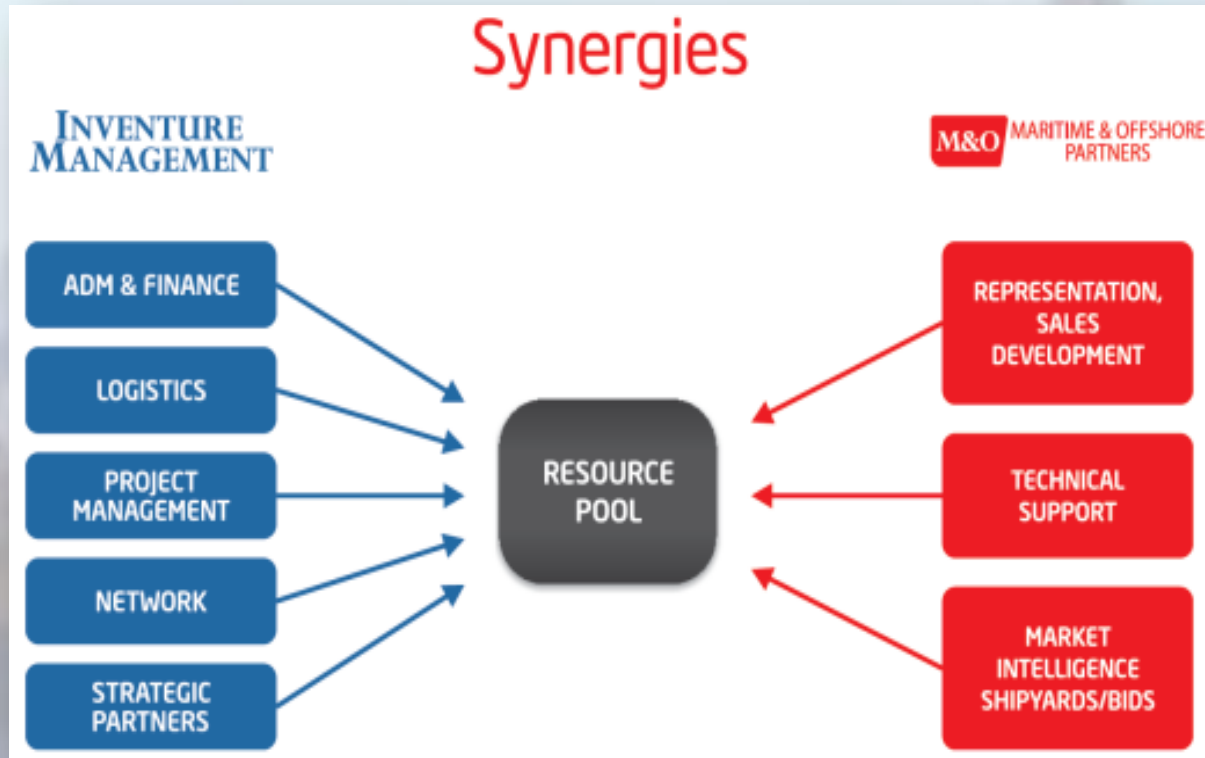 Synergies
INVENTURE
MANAGEMENT
M&O
MARITIME & OFFSHORE
PARTNERS
ADM & FINANCE
LOGISTICS
PROJECT
MANAGEMENT
NETWORK
STRATEGIC
PARTNERS
RESOURCE
POOL
REPRESENTATION,
SALES
DEVELOPMENT
TECHNICAL
SUPPORT
MARKET
INTELLIGENCE
SHIPYARDS/BIDS